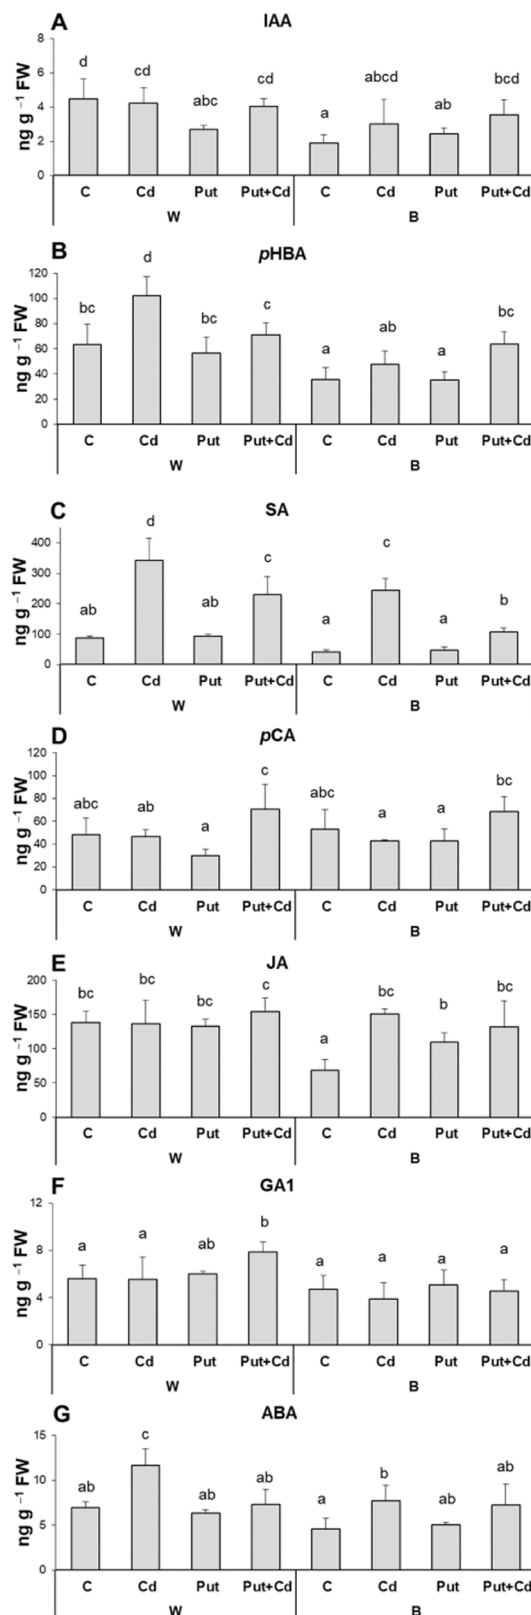 A IAA
8
d cd abc cd a abcd ab bcd
6
4
2
0
ng g ⁻¹ FW
C Cd Put Put+Cd C Cd Put Put+Cd
W B
B pHBA
120
bc d bc c a ab a bc
100
80
60
40
20
0
ng g ⁻¹ FW
C Cd Put Put+Cd C Cd Put Put+Cd
W B
C SA
400
ab d ab c a c a b
300
200
100
0
ng g ⁻¹ FW
C Cd Put Put+Cd C Cd Put Put+Cd
W B
D pCA
120
abc ab a c abc a a bc
100
80
60
40
20
0
ng g ⁻¹ FW
C Cd Put Put+Cd C Cd Put Put+Cd
W B
E JA
200
bc bc bc c a bc b bc
150
100
50
0
ng g ⁻¹ FW
C Cd Put Put+Cd C Cd Put Put+Cd
W B
F GA1
12
a a ab b a a a a
8
4
0
ng g ⁻¹ FW
C Cd Put Put+Cd C Cd Put Put+Cd
W B
G ABA
15
ab c ab ab a b ab ab
10
5
0
ng g ⁻¹ FW
C Cd Put Put+Cd C Cd Put Put+Cd
W B